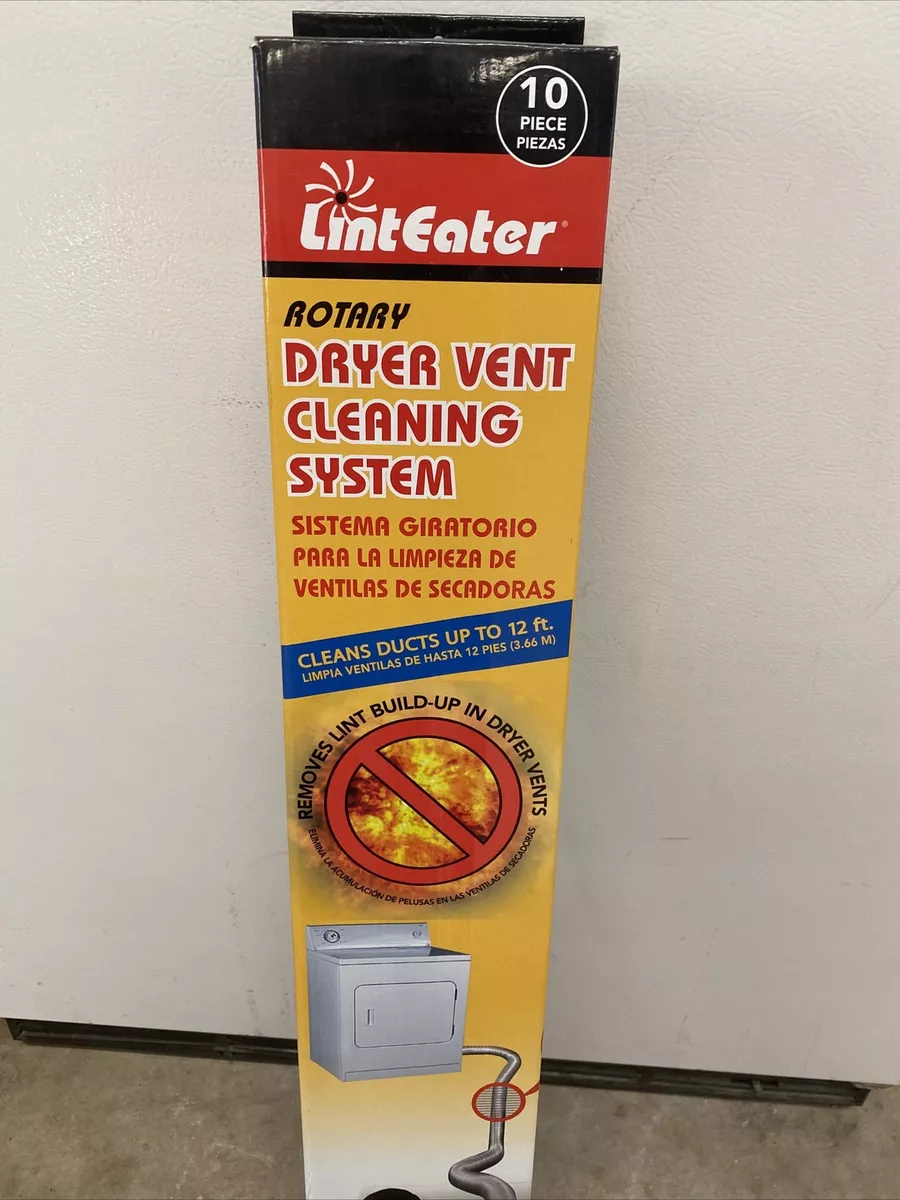 10
PIECE
PIEZAS
LintEater®
ROTARY
DRYER VENT
CLEANING
SYSTEM
SISTEMA GIRATORIO
PARA LA LIMPIEZA DE
VENTILAS DE SECADORAS
CLEANS DUCTS UP TO 12 ft.
LIMPIA VENTILAS DE HASTA 12 PIES (3.66 M)
REMOVES LINT BUILD-UP IN DRYER VENTS
ELIMINA LA ACUMULACIÓN DE PELUSAS EN LAS VENTILAS DE SECADORAS